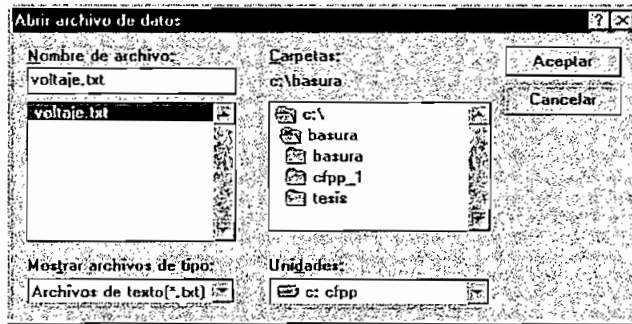 Abrir archivo de datos
Nombre de archivo:
voltaje.txt
voltaje.txt
Mostrar archivos de tipo:
Archivos de texto(*.txt)
Carpetas:
c:\basura
c:\
basura
basura
cfpp_1
tesis
Unidades:
c: cfpp
Aceptar
Cancelar